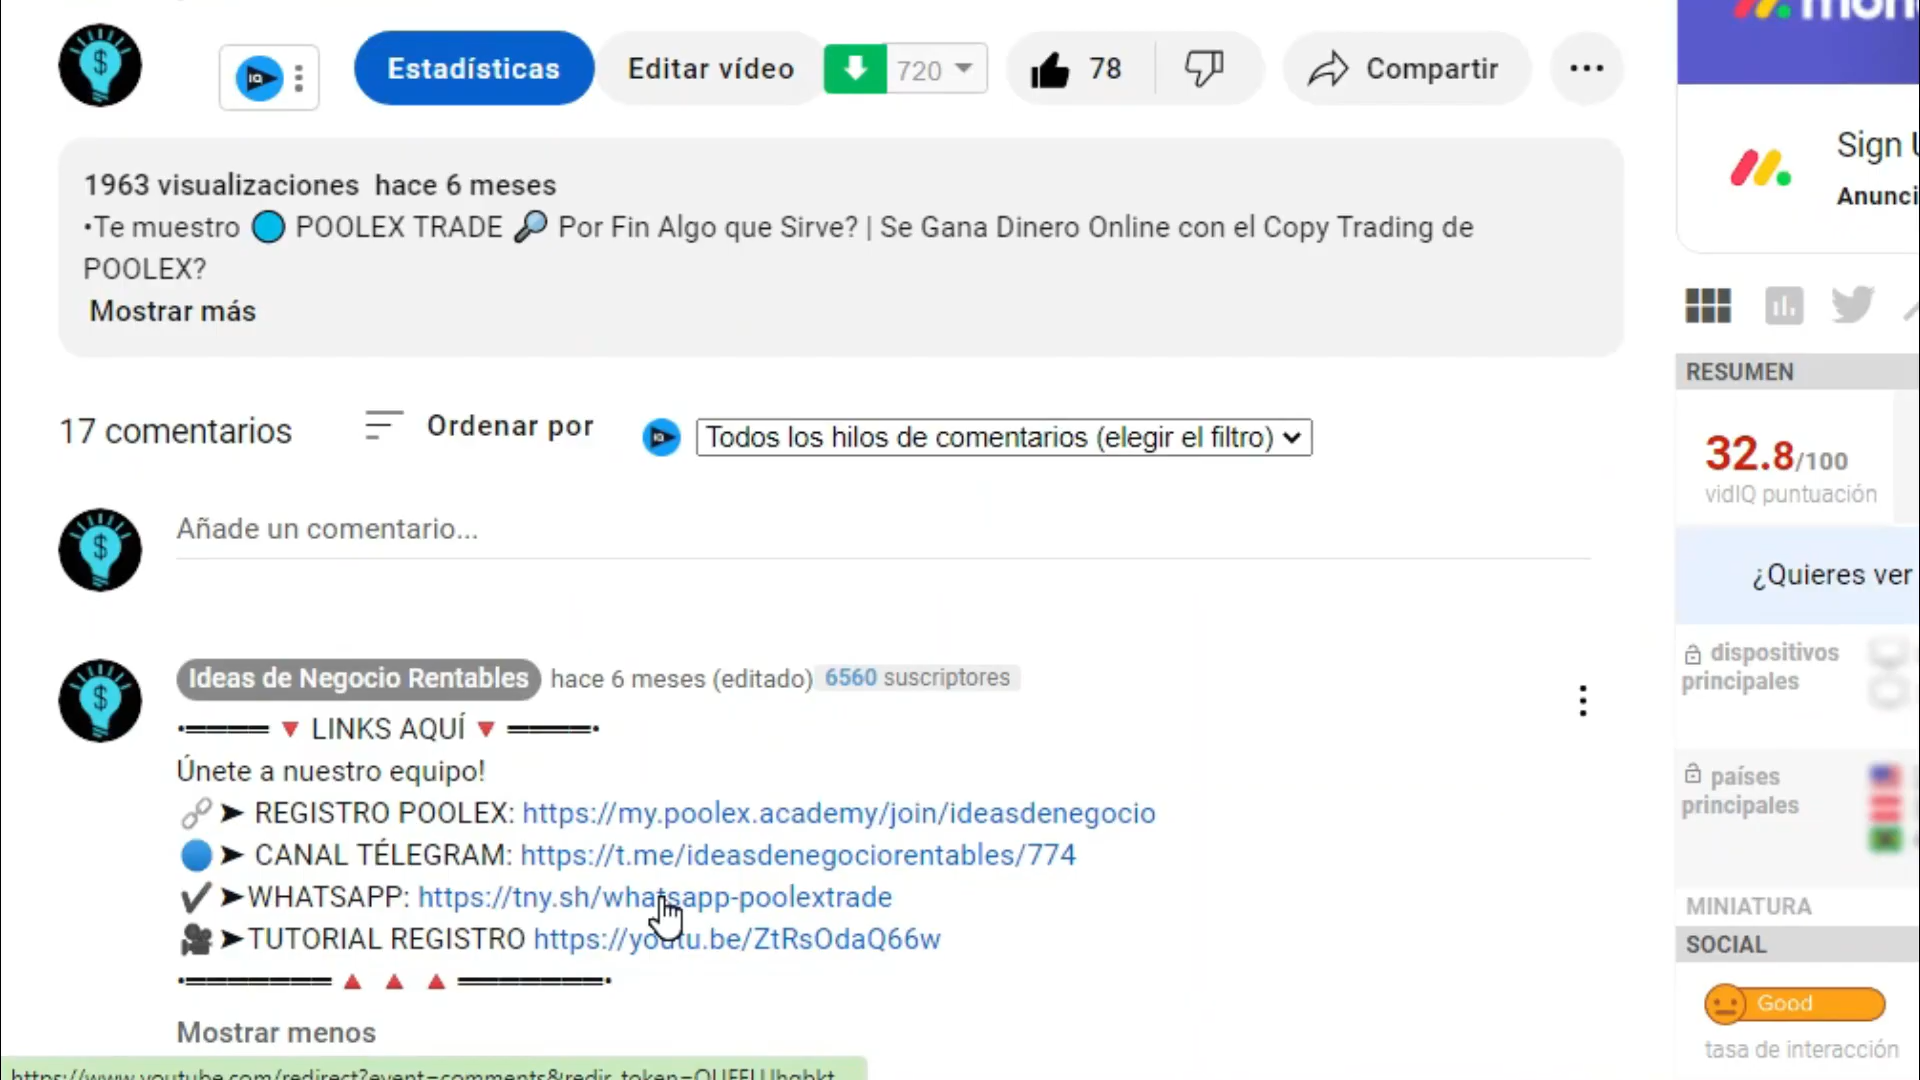 Estadísticas
Editar vídeo
720
78
Compartir
Sign
Anunci
1963 visualizaciones hace 6 meses
•Te muestro 🔵 POOLEX TRADE 🔎 Por Fin Algo que Sirve? | Se Gana Dinero Online con el Copy Trading de
POOLEX?
Mostrar más
RESUMEN
17 comentarios
Ordenar por
Todos los hilos de comentarios (elegir el filtro)
32.8/100
vidIQ puntuación
Añade un comentario...
¿Quieres ver
dispositivos
principales
Ideas de Negocio Rentables hace 6 meses (editado) 6560 suscriptores
•════ 🔻 LINKS AQUÍ 🔻 ════•
Únete a nuestro equipo!
🔗 ➤ REGISTRO POOLEX: https://my.poolex.academy/join/ideasdenegocio
🔵 ➤ CANAL TÉLEGRAM: https://t.me/ideasdenegociorentables/774
✔ ➤WHATSAPP: https://tny.sh/whatsapp-poolextrade
🎥 ➤TUTORIAL REGISTRO https://youtu.be/ZtRsOdaQ66w
•═══════ 🔺 🔺 🔺 ═══════•
Mostrar menos
países
principales
MINIATURA
SOCIAL
Good
tasa de interacción